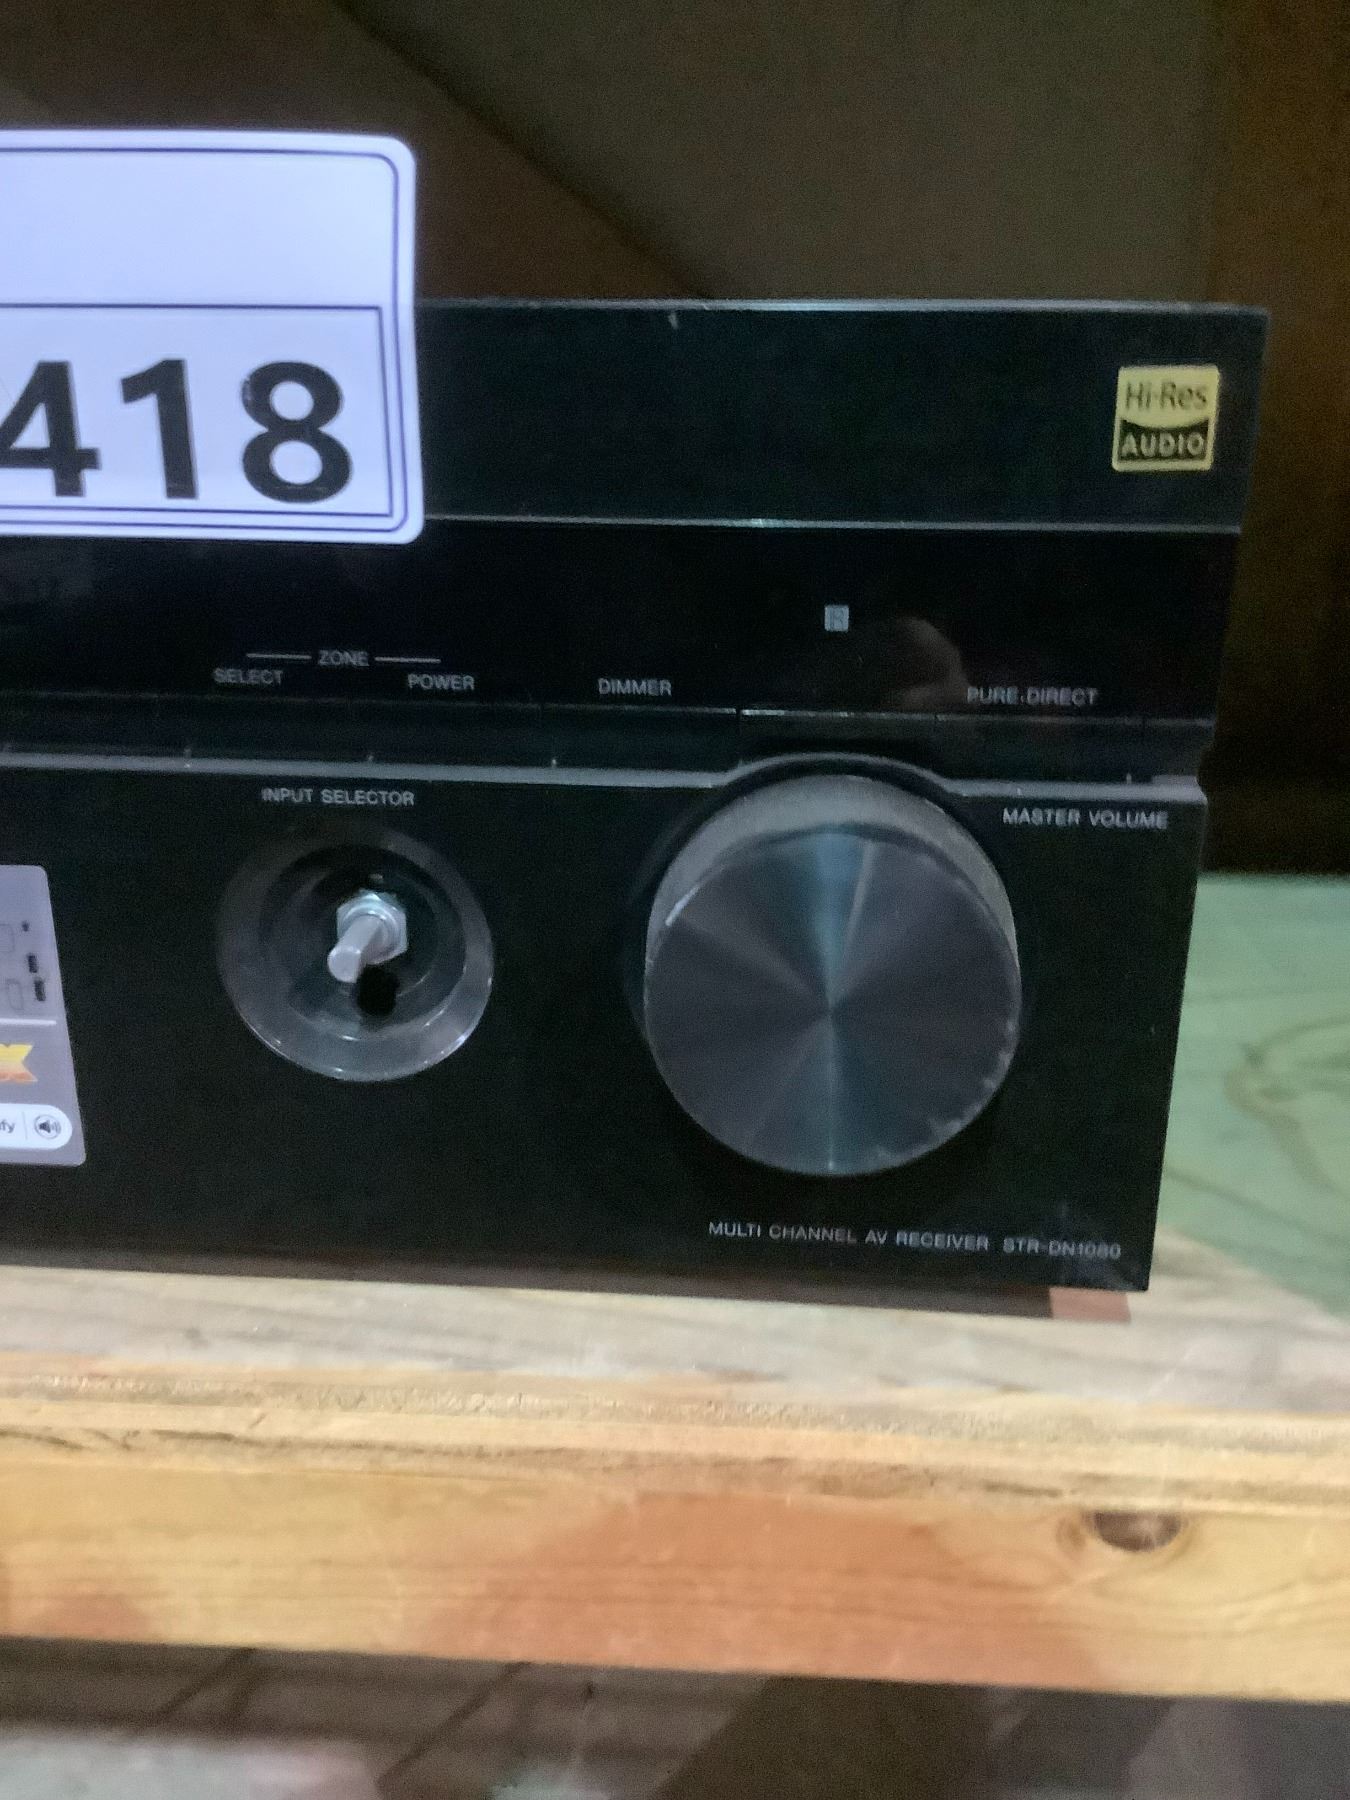 418
Hi-Res
AUDIO
ZONE
SELECT
POWER
DIMMER
PURE DIRECT
INPUT SELECTOR
MASTER VOLUME
MULTI CHANNEL AV RECEIVER STR-DN1080